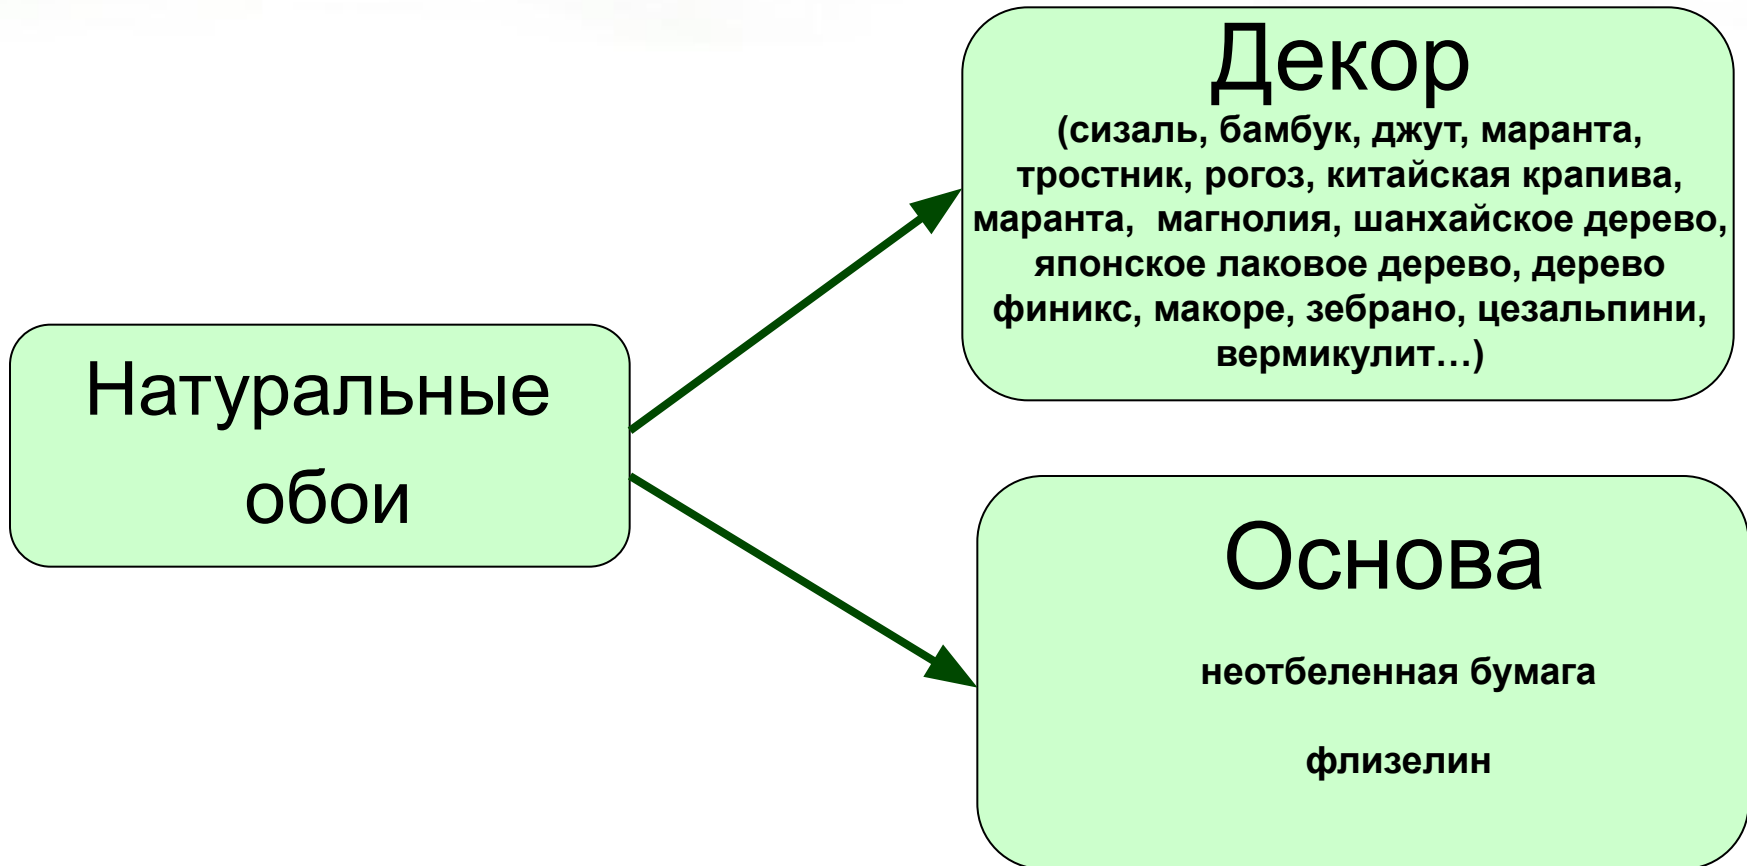 Натуральные
обои
Декор
(сизаль, бамбук, джут, маранта,
тростник, рогоз, китайская крапива,
маранта,  магнолия, шанхайское дерево,
японское лаковое дерево, дерево
финикс, макоре, зебрано, цезальпини,
вермикулит…)
Основа
неотбеленная бумага
флизелин